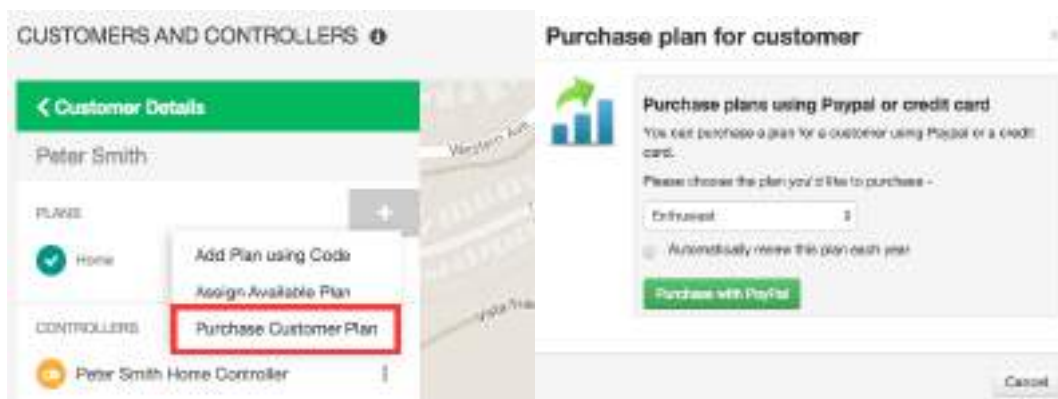 CUSTOMERS AND CONTROLLERS
Customer Details
Peter Smith
PLANS
Home
Add Plan using Code
Assign Available Plan
Purchase Customer Plan
CONTROLLERS
Peter Smith Home Controller
Western Ave
Vista
Purchase plan for customer
Purchase plans using Paypal or credit card
You can purchase a plan for a customer using Paypal or a credit
card.
Please choose the plan you'd like to purchase -
Enthusiast
Automatically renew this plan each year
Purchase with PayPal
Cancel